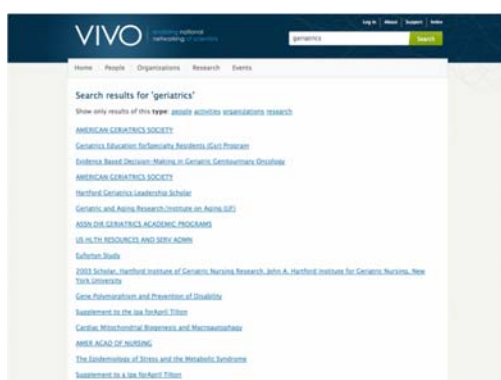 Log in | About | Support | Index
VIVO | enabling national
networking of scientists
geriatrics Search
Home | People | Organizations | Research | Events
Search results for 'geriatrics'
Show only results of this type: people activities organizations research
AMERICAN GERIATRICS SOCIETY
Geriatrics Education forSpecialty Residents (Gsr) Program
Evidence Based Decision-Making in Geriatric Genitourinary Oncology
AMERICAN GERIATRICS SOCIETY
Hartford Geriatrics Leadership Scholar
Geriatric and Aging Research/Institute on Aging (UF)
ASSN DIR GERIATRICS ACADEMIC PROGRAMS
US HLTH RESOURCES AND SERV ADMN
Study
2003 Scholar, Hartford Institute of Geriatric Nursing Research. John A. Hartford Institute for Geriatric Nursing, New
York University
Gene Polymorphism and Prevention of Disability
Supplement to the Ipa forApril Tilton
Cardiac Mitochondrial Biogenesis and Macroautophagy
AMER ACAD OF NURSING
The Epidemiology of Stress and the Metabolic Syndrome
Supplement to a Ipa forApril Tilton